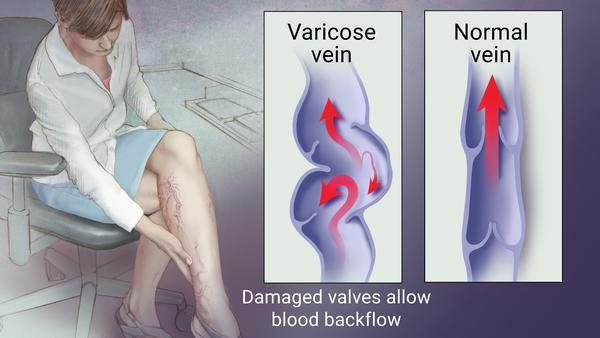 Varicose
vein
Normal
vein
Damaged valves allow
blood backflow